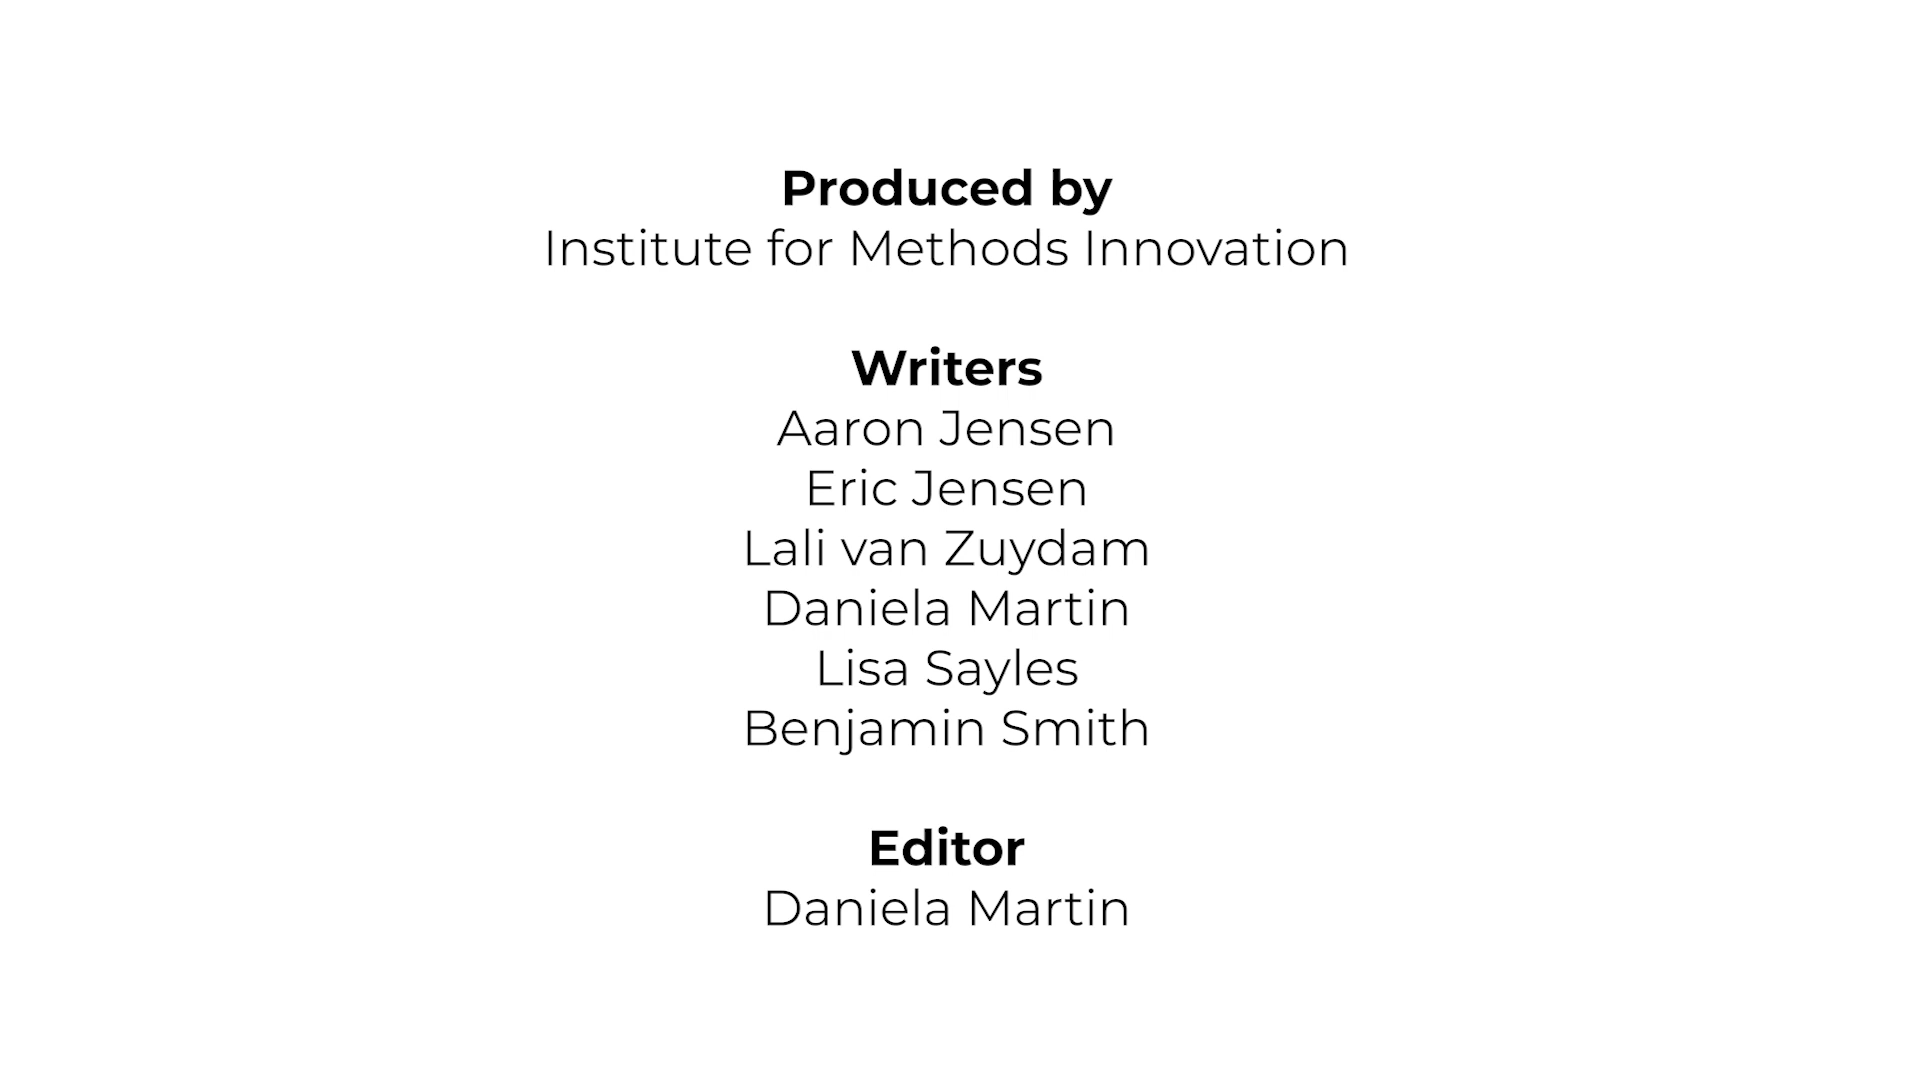 Produced by
Institute for Methods Innovation
Writers
Aaron Jensen
Eric Jensen
Lali van Zuydam
Daniela Martin
Lisa Sayles
Benjamin Smith
Editor
Daniela Martin